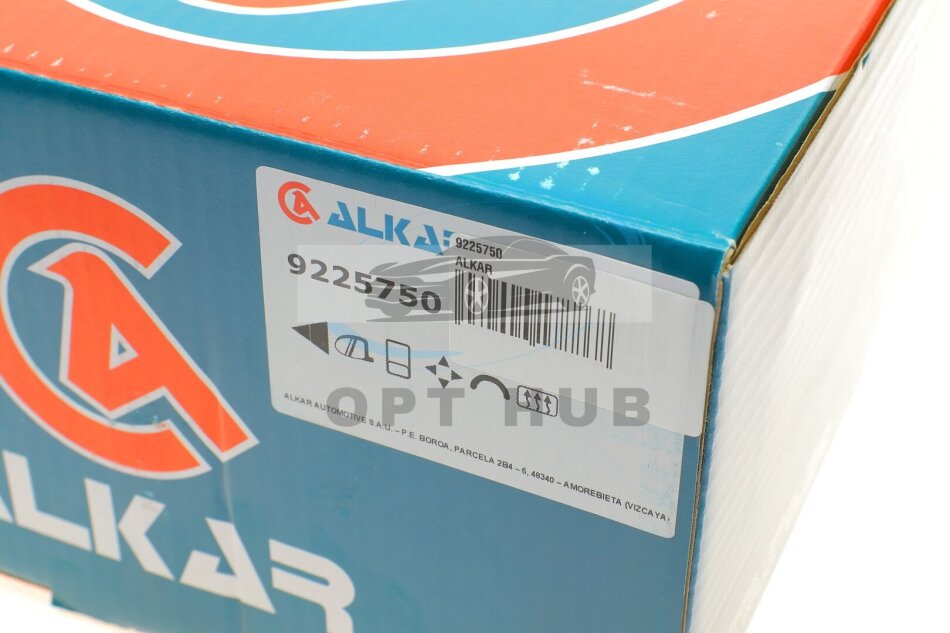 ALKAR
9225750
ALKAR
9225750
OPT HUB
ALKAR AUTOMOTIVE S.A.U. – P.E. BOROA, PARCELA 2B4 – 6, 48340 – AMOREBIETA (VIZCAYA)
ALKAR